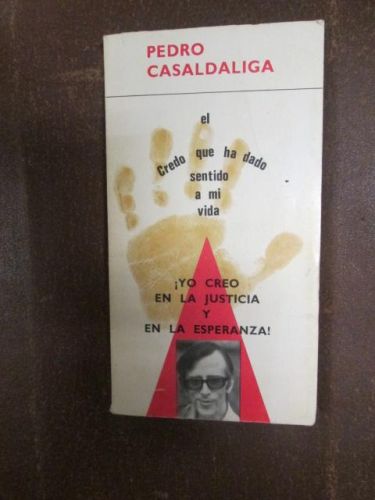 PEDRO
CASALDALIGA
el
Credo que ha dado
sentido
a mi
vida
¡YO CREO
EN LA JUSTICIA
Y
EN LA ESPERANZA!